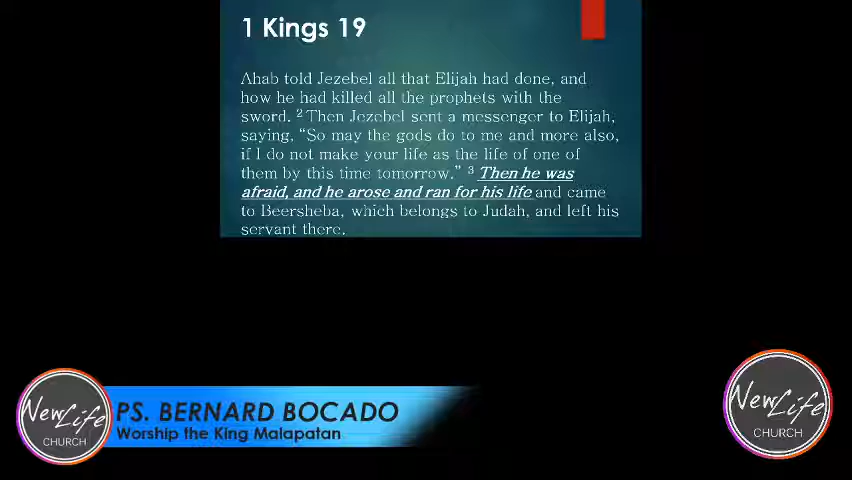 1 Kings 19
Ahab told Jezebel all that Elijah had done, and
how he had killed all the prophets with the
sword. ² Then Jezebel sent a messenger to Elijah,
saying, “So may the gods do to me and more also,
if I do not make your life as the life of one of
them by this time tomorrow.” ³ Then he was
afraid, and he arose and ran for his life and came
to Beersheba, which belongs to Judah, and left his
servant there.
NewLife
CHURCH
PS. BERNARD BOCADO
Worship the King Malapatan
NewLife
CHURCH